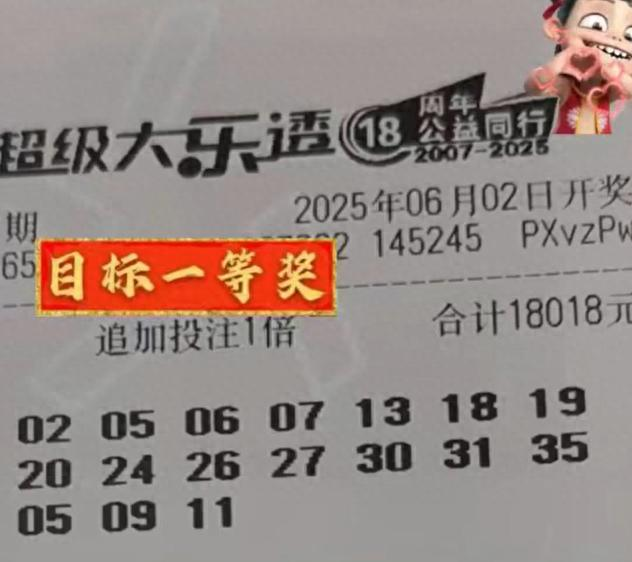 超级大乐透 18 周年
公益同行
2007-2025
期 2025年06月02日开奖
65 2 145245 PXvzPw
目标一等奖
追加投注1倍 合计18018元
02 05 06 07 13 18 19
20 24 26 27 30 31 35
05 09 11